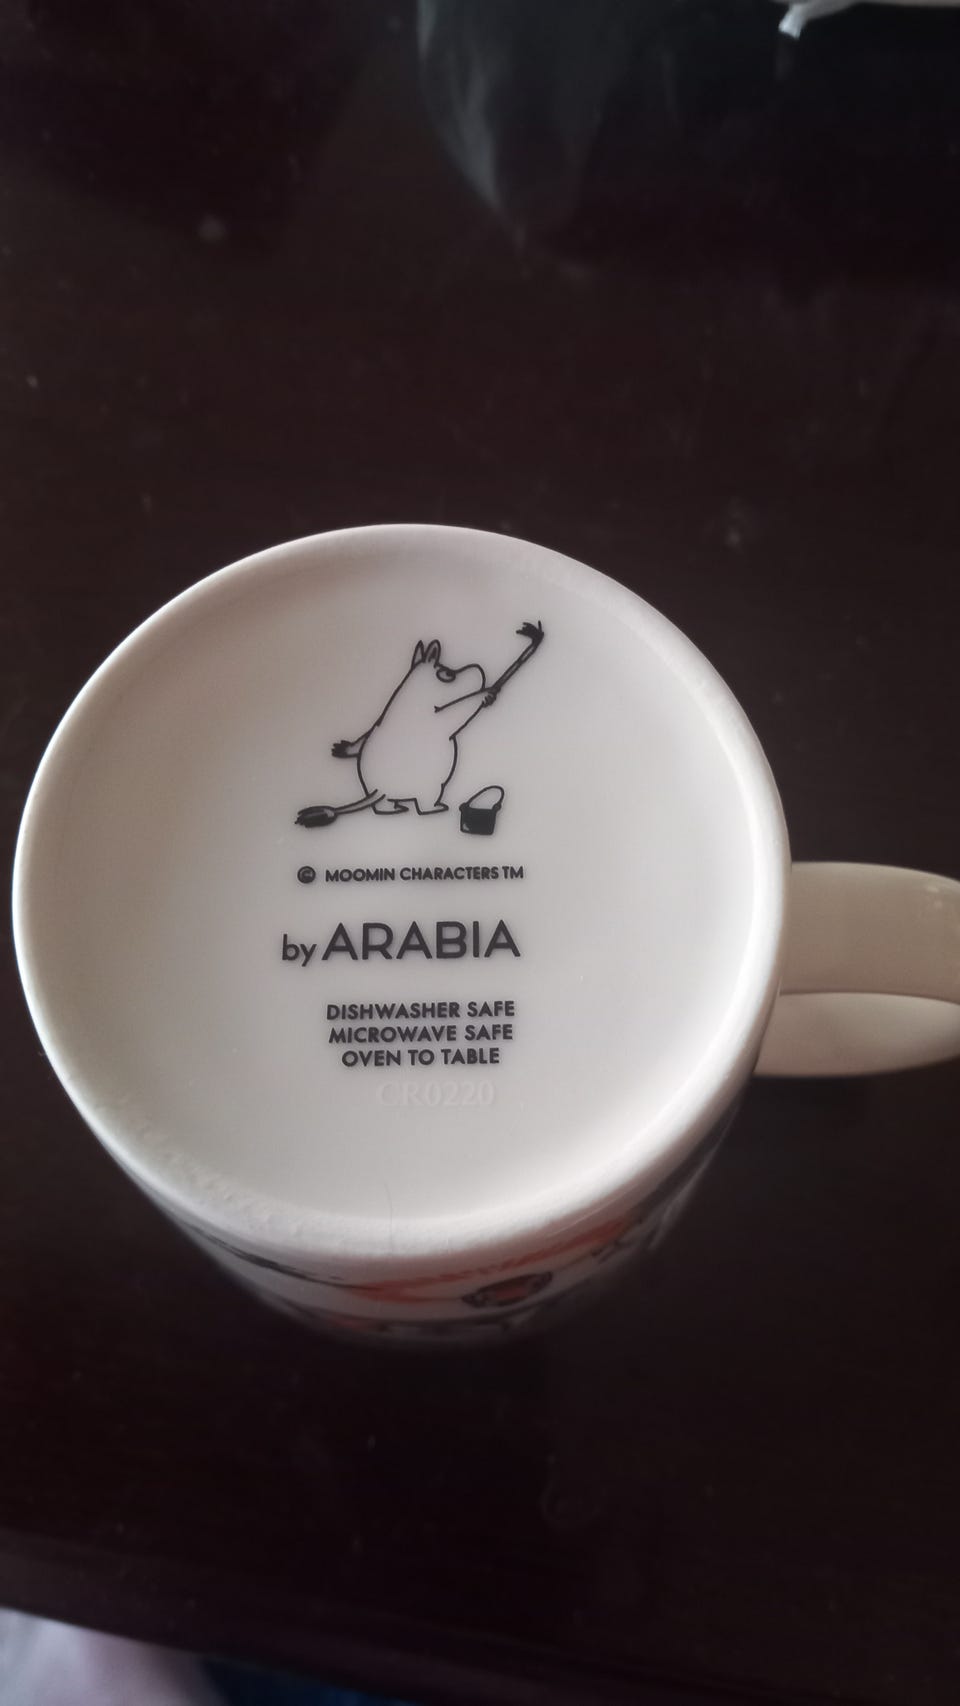 © MOOMIN CHARACTERS TM
by ARABIA
DISHWASHER SAFE
MICROWAVE SAFE
OVEN TO TABLE
CR0220